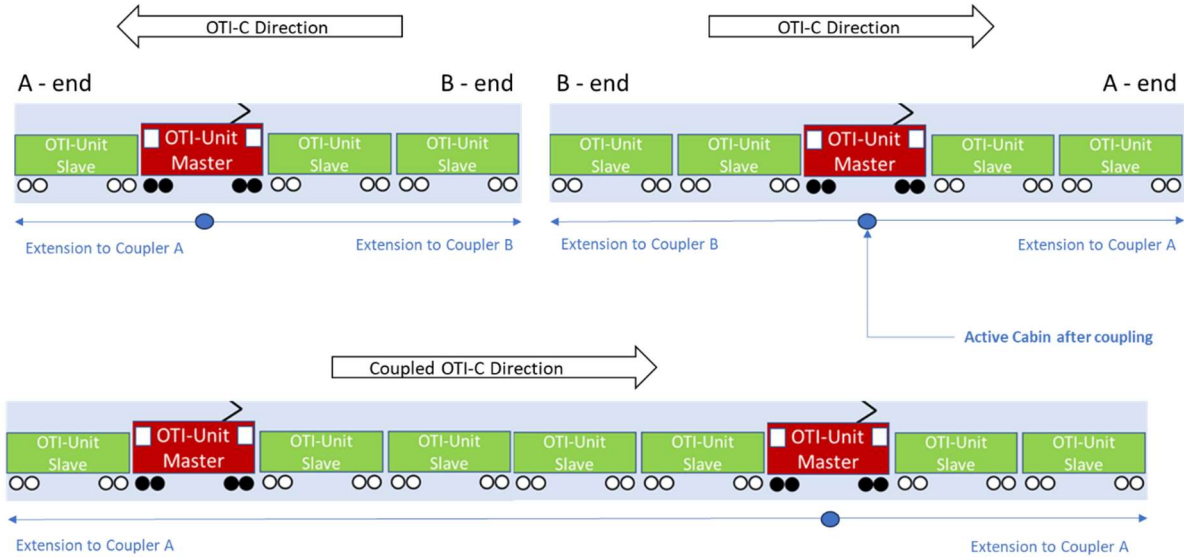 OTI-C Direction
OTI-C Direction
A - end
B - end
B - end
A - end
OTI-Unit
Slave
OTI-Unit
Master
OTI-Unit
Slave
OTI-Unit
Slave
OTI-Unit
Slave
OTI-Unit
Slave
OTI-Unit
Master
OTI-Unit
Slave
OTI-Unit
Slave
Extension to Coupler A
Extension to Coupler B
Extension to Coupler B
Extension to Coupler A
Active Cabin after coupling
Coupled OTI-C Direction
OTI-Unit
Slave
OTI-Unit
Master
OTI-Unit
Slave
OTI-Unit
Slave
OTI-Unit
Slave
OTI-Unit
Slave
OTI-Unit
Master
OTI-Unit
Slave
OTI-Unit
Slave
Extension to Coupler A
Extension to Coupler A